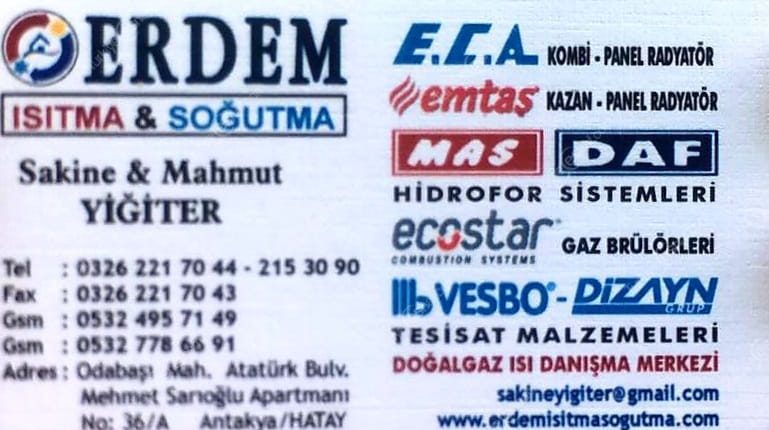 ERDEM
ISITMA & SOĞUTMA
Sakine & Mahmut
YİĞİTER
Tel : 0326 221 70 44 - 215 30 90
Fax : 0326 221 70 43
Gsm : 0532 495 71 49
Gsm : 0532 778 66 91
Adres : Odabaşı Mah. Atatürk Bulv.
Mehmet Sarıoğlu Apartmanı
No: 36/A Antakya/HATAY
E.C.A. KOMBİ - PANEL RADYATÖR
emtaş KAZAN - PANEL RADYATÖR
MAS DAF
HİDROFOR SİSTEMLERİ
ecostar GAZ BRÜLÖRLERİ
COMBUSTION SYSTEMS
VESBO® - DİZAYN
GRUP
TESİSAT MALZEMELERİ
DOĞALGAZ ISI DANIŞMA MERKEZİ
sakineyigiter@gmail.com
www.erdemisitmasogutma.com